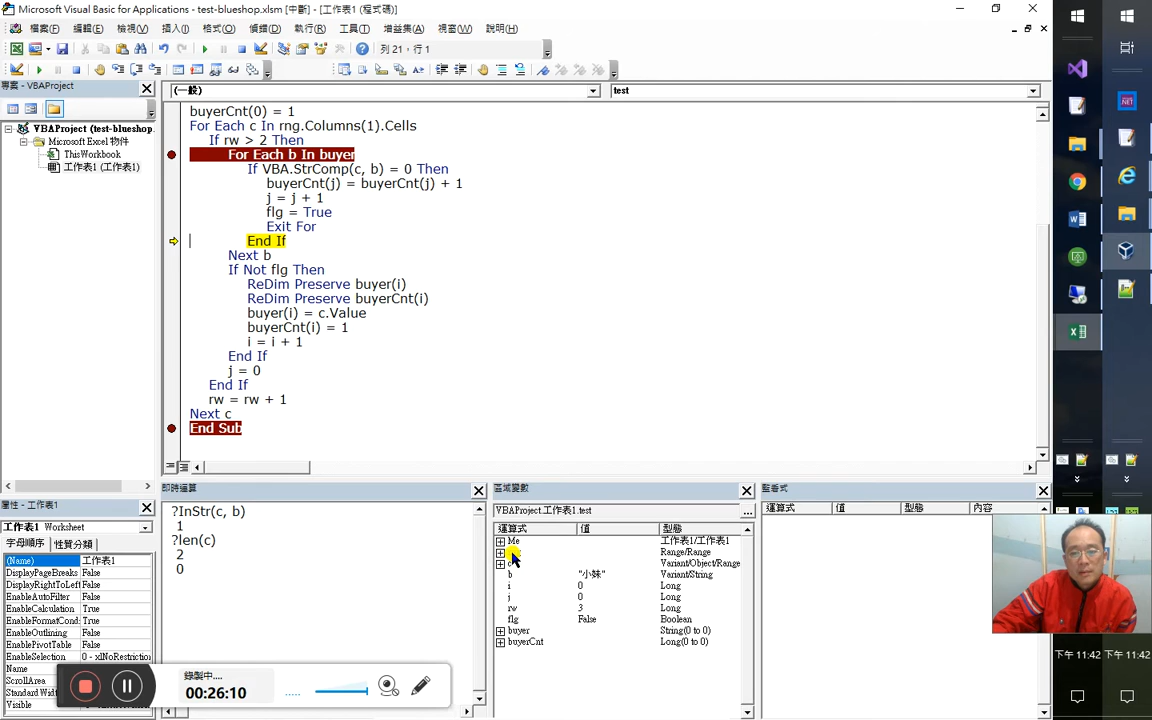 Microsoft Visual Basic for Applications - test-blueshop.xlsm [中斷] - [工作表1 (程式碼)]
檔案(F) 編輯(E) 檢視(V) 插入(I) 格式(O) 偵錯(D) 執行(R) 工具(T) 增益集(A) 視窗(W) 說明(H)
列 21，行 1
專案 - VBAProject
VBAProject (test-blueshop.
Microsoft Excel 物件
ThisWorkbook
工作表1 (工作表1)
(一般)
test
buyerCnt(0) = 1
For Each c In rng.Columns(1).Cells
If rw > 2 Then
For Each b In buyer
If VBA.StrComp(c, b) = 0 Then
buyerCnt(j) = buyerCnt(j) + 1
j = j + 1
flg = True
Exit For
End If
Next b
If Not flg Then
ReDim Preserve buyer(i)
ReDim Preserve buyerCnt(i)
buyer(i) = c.Value
buyerCnt(i) = 1
i = i + 1
End If
j = 0
End If
rw = rw + 1
Next c
End Sub
屬性 - 工作表1
工作表1 Worksheet
字母順序 性質分類
(Name) 工作表1
DisplayPageBreaks False
DisplayRightToLeft False
EnableAutoFilter False
EnableCalculation True
EnableFormatCond: True
EnableOutlining False
EnablePivotTable False
EnableSelection 0 - xlNoRestriction
Name
ScrollArea
Standard Wid
Visible
即時運算
?InStr(c, b)
1
?len(c)
2
0
區域變數
VBAProject.工作表1.test
運算式 值 型態
Me 工作表1/工作表1
Range/Range
Variant/Object/Range
b "小妹" Variant/String
i 0 Long
j 0 Long
rw 3 Long
flg False Boolean
buyer String(0 to 0)
buyerCnt Long(0 to 0)
監看式
運算式 值 型態 內容
錄製中....
00:26:10
下午 11:42 下午 11:42